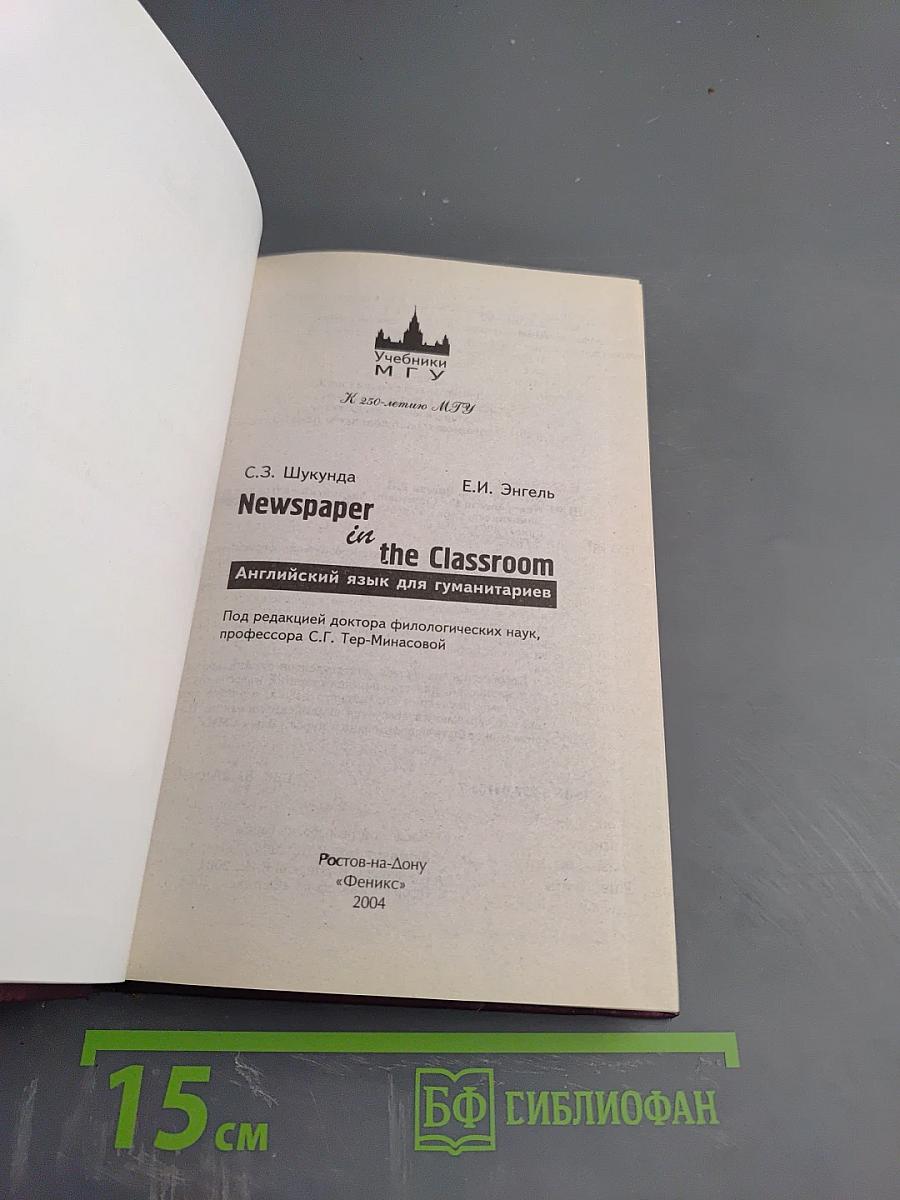 Учебники
МГУ
К 250-летию МГУ
С.З. Шукунда Е.И. Энгель
Newspaper
in
the Classroom
Английский язык для гуманитариев
Под редакцией доктора филологических наук,
профессора С.Г. Тер-Минасовой
Ростов-на-Дону
«Феникс»
2004
15 см
БФ БИБЛИОФАН